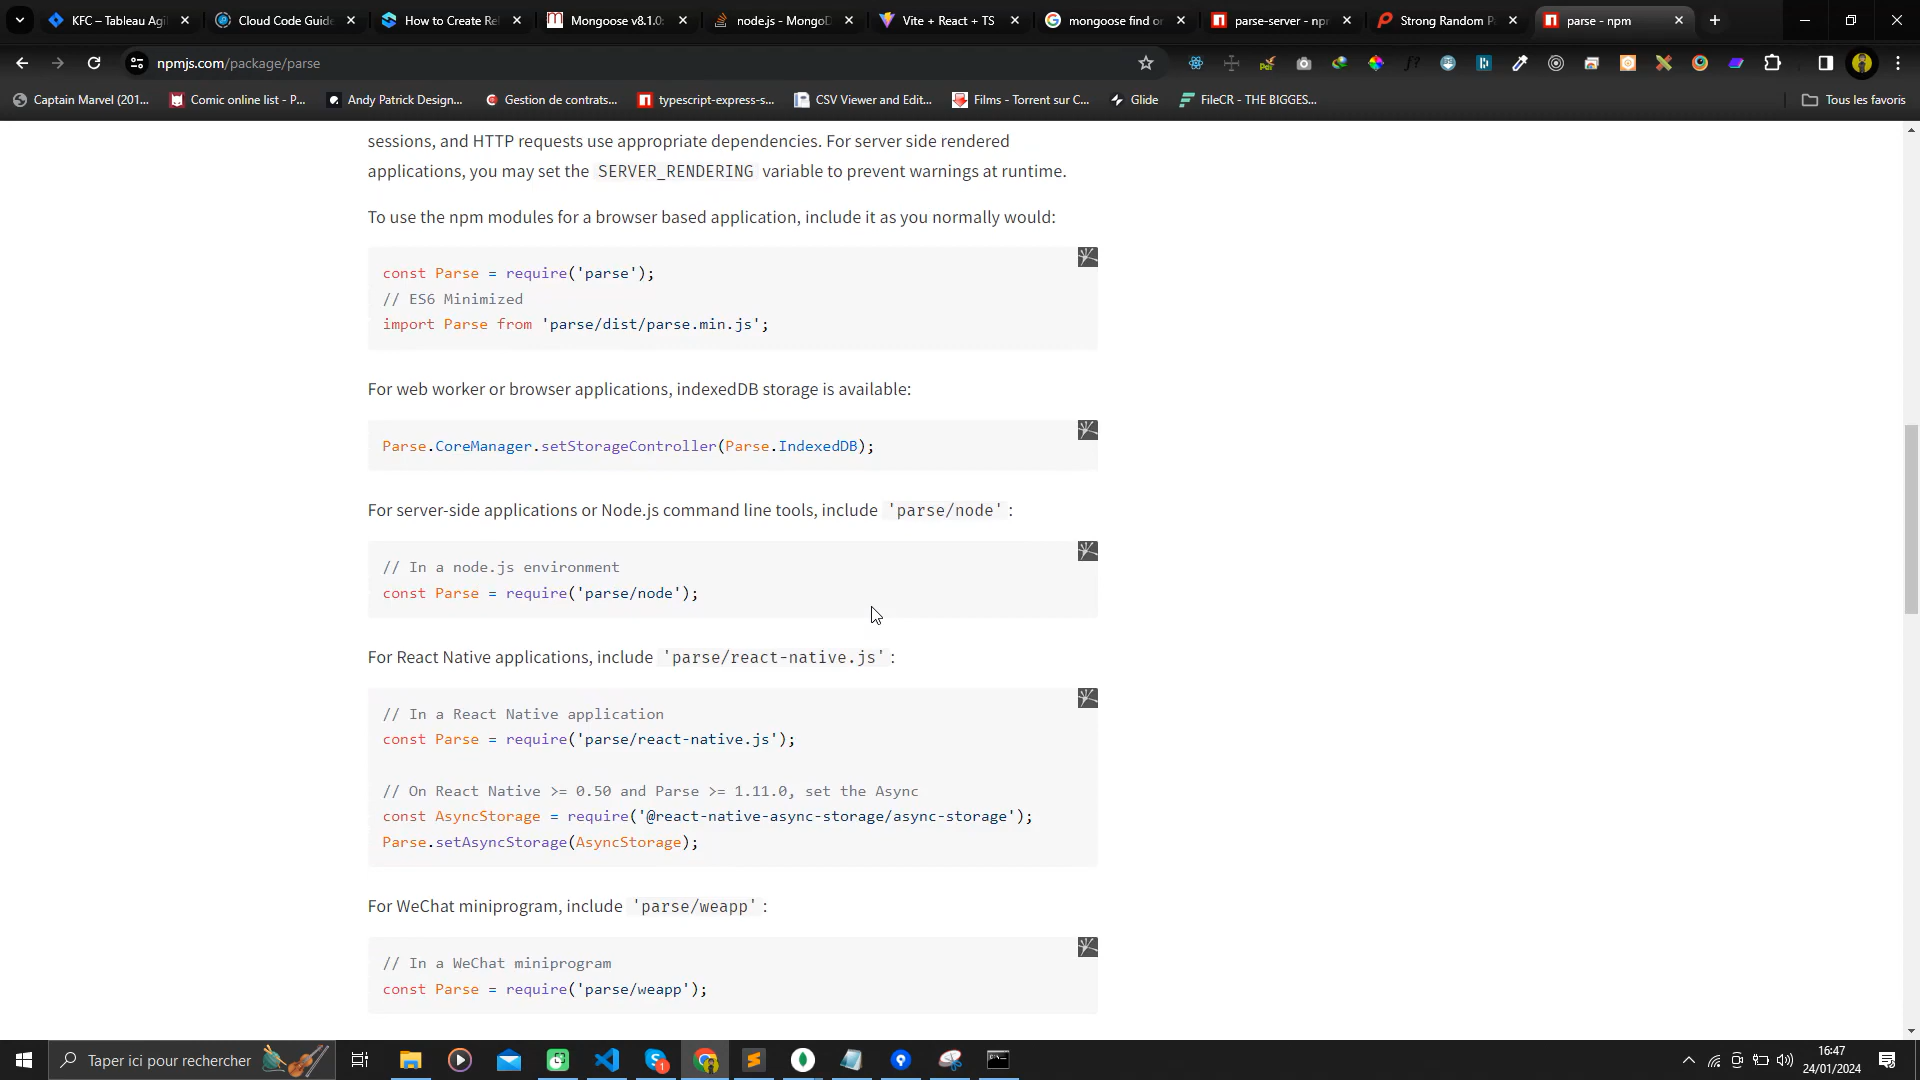 KFC – Tableau Agil
Cloud Code Guide
How to Create Re
Mongoose v8.1.0:
node.js - MongoD
Vite + React + TS
mongoose find or
parse-server - npm
Strong Random P
parse - npm
npmjs.com/package/parse
Captain Marvel (201...
Comic online list - P...
Andy Patrick Design...
Gestion de contrats...
typescript-express-s...
CSV Viewer and Edit...
Films - Torrent sur C...
Glide
FileCR - THE BIGGES...
Tous les favoris
sessions, and HTTP requests use appropriate dependencies. For server side rendered
applications, you may set the SERVER_RENDERING variable to prevent warnings at runtime.
To use the npm modules for a browser based application, include it as you normally would:
const Parse = require('parse');
// ES6 Minimized
import Parse from 'parse/dist/parse.min.js';
For web worker or browser applications, indexedDB storage is available:
Parse.CoreManager.setStorageController(Parse.IndexedDB);
For server-side applications or Node.js command line tools, include 'parse/node' :
// In a node.js environment
const Parse = require('parse/node');
For React Native applications, include 'parse/react-native.js' :
// In a React Native application
const Parse = require('parse/react-native.js');
// On React Native >= 0.50 and Parse >= 1.11.0, set the Async
const AsyncStorage = require('@react-native-async-storage/async-storage');
Parse.setAsyncStorage(AsyncStorage);
For WeChat miniprogram, include 'parse/weapp' :
// In a WeChat miniprogram
const Parse = require('parse/weapp');
Taper ici pour rechercher
16:47
24/01/2024